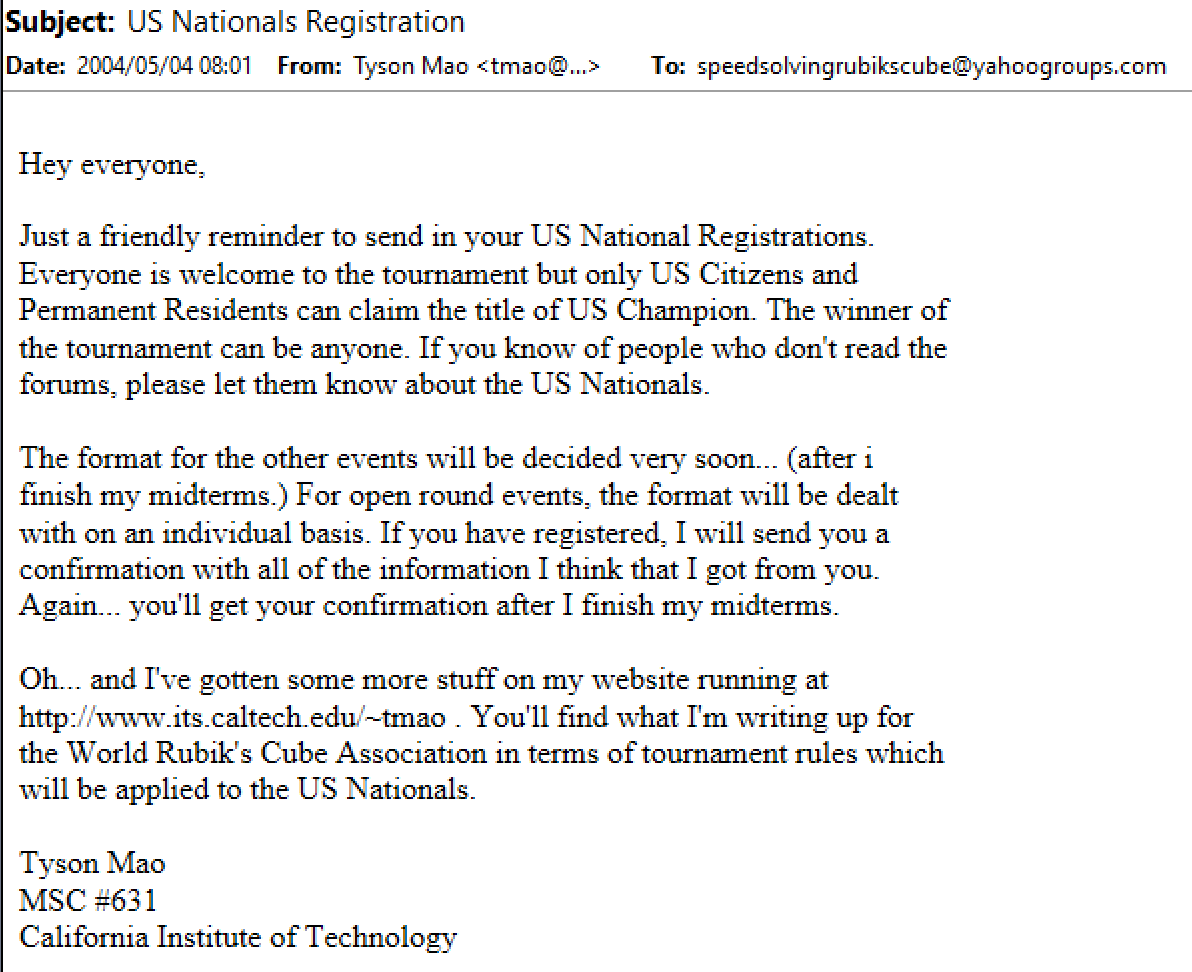 Subject: US Nationals Registration
Date: 2004/05/04 08:01 From: Tyson Mao <tmao@...> To: speedsolvingrubikscube@yahoogroups.com
Hey everyone,
Just a friendly reminder to send in your US National Registrations.
Everyone is welcome to the tournament but only US Citizens and
Permanent Residents can claim the title of US Champion. The winner of
the tournament can be anyone. If you know of people who don't read the
forums, please let them know about the US Nationals.
The format for the other events will be decided very soon... (after i
finish my midterms.) For open round events, the format will be dealt
with on an individual basis. If you have registered, I will send you a
confirmation with all of the information I think that I got from you.
Again... you'll get your confirmation after I finish my midterms.
Oh... and I've gotten some more stuff on my website running at
http://www.its.caltech.edu/~tmao . You'll find what I'm writing up for
the World Rubik's Cube Association in terms of tournament rules which
will be applied to the US Nationals.
Tyson Mao
MSC #631
California Institute of Technology